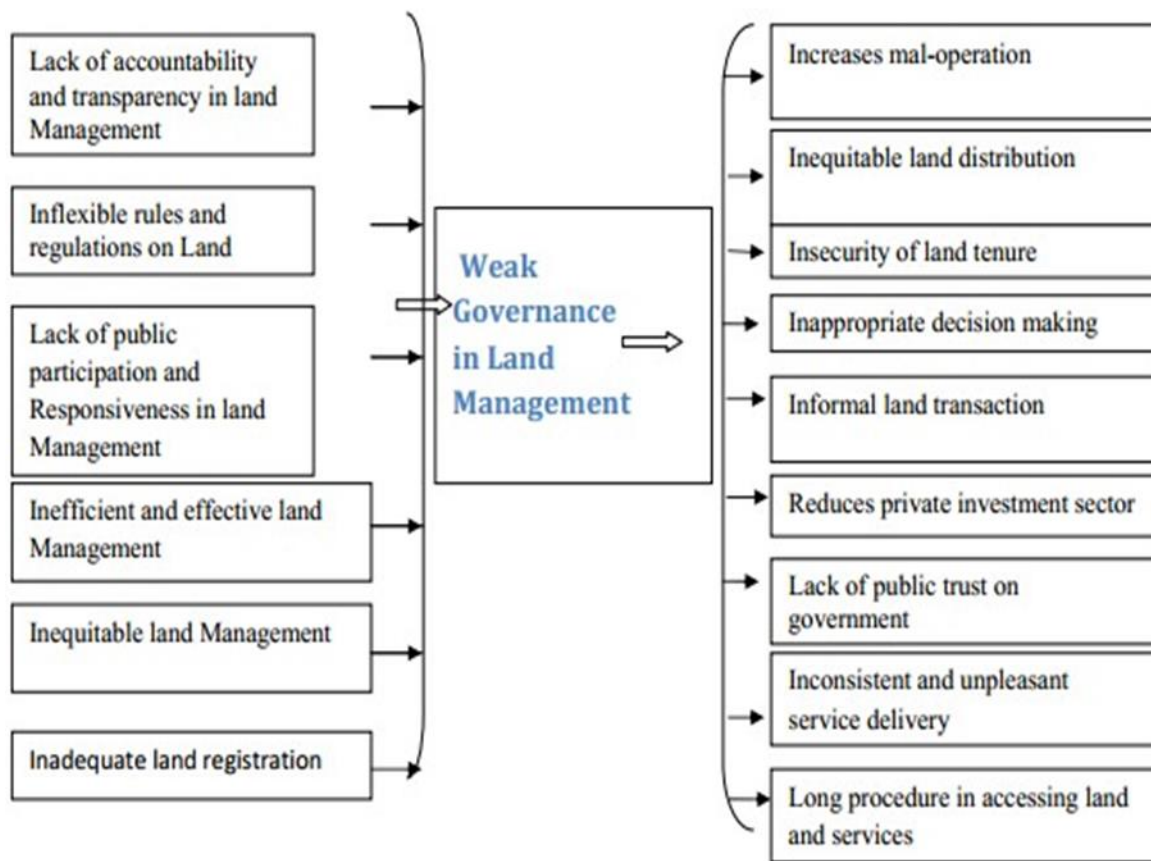 Lack of accountability
and transparency in land
Management
Inflexible rules and
regulations on Land
Lack of public
participation and
Responsiveness in land
Management
Inefficient and effective land
Management
Inequitable land Management
Inadequate land registration
Weak
Governance
in Land
Management
Increases mal-operation
Inequitable land distribution
Insecurity of land tenure
Inappropriate decision making
Informal land transaction
Reduces private investment sector
Lack of public trust on
government
Inconsistent and unpleasant
service delivery
Long procedure in accessing land
and services